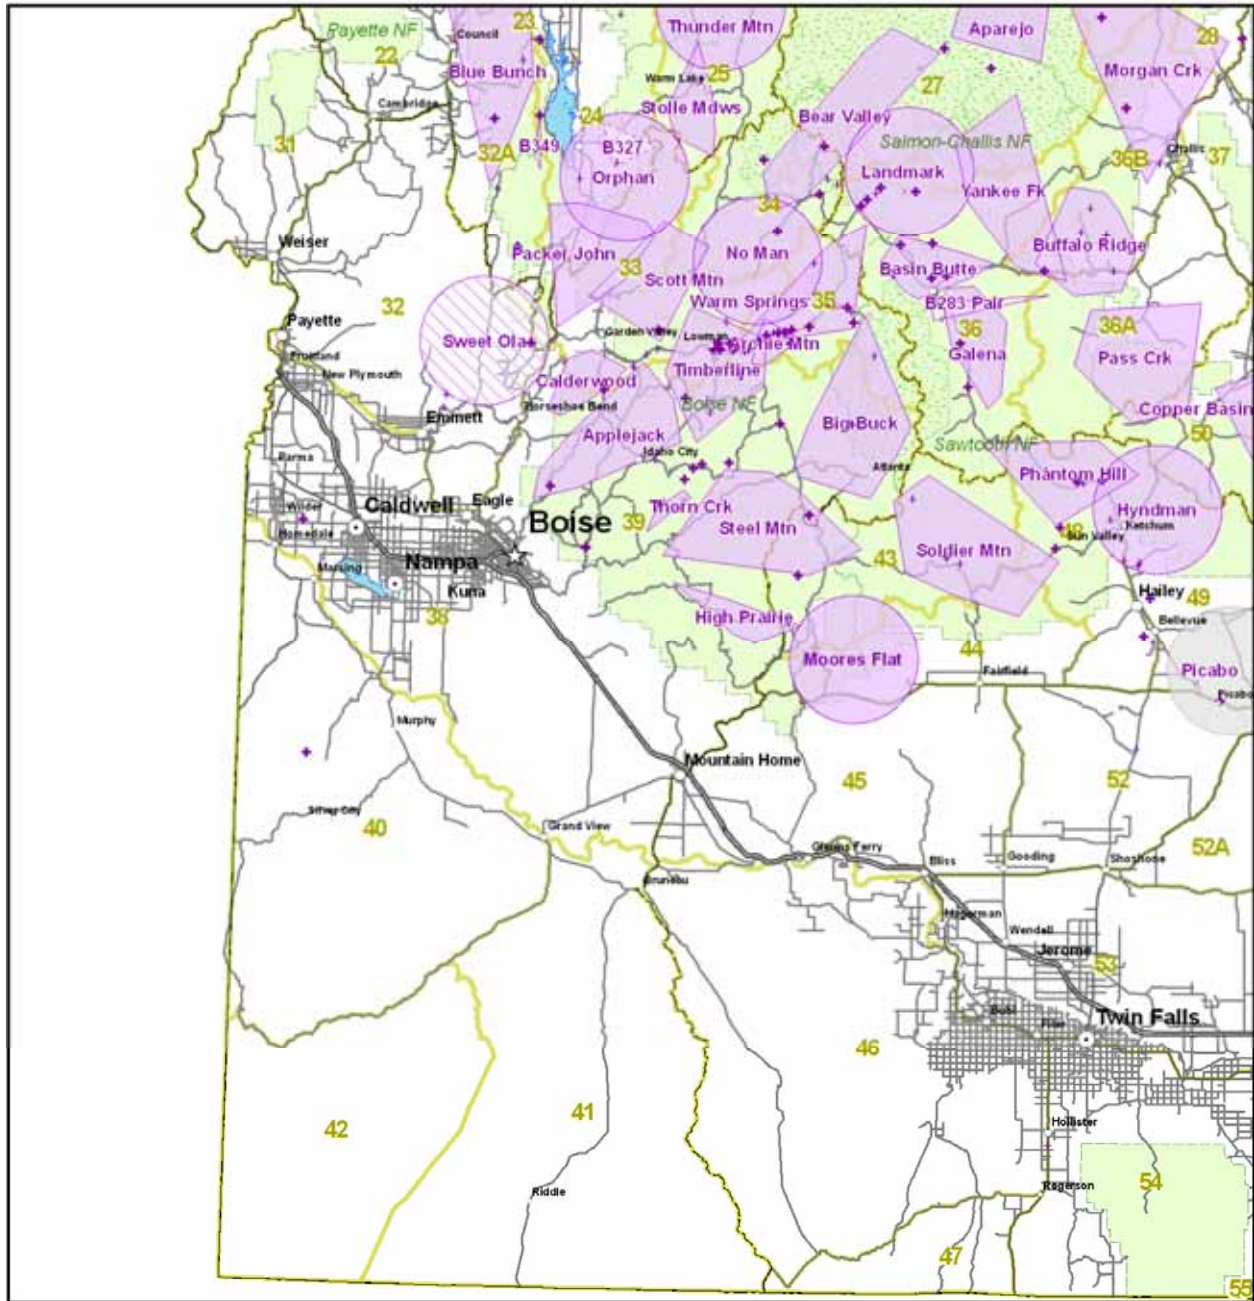 Payette NF
22
Council
23
Thunder Mtn
Aparejo
28
Blue Bunch
Warm Lake
25
27
Morgan Crk
Cambridge
24
Stolle Mdws
Bear Valley
31
32A
B349
B327
Salmon-Challis NF
36B
Challis
37
Orphan
Landmark
Yankee Fk
34
Weiser
Packer John
33
No Man
Buffalo Ridge
Scott Mtn
Basin Butte
32
Warm Springs
35
B283 Pair
Payette
36
36A
Sweet Ola
Garden Valley
Lowman
Archie Mtn
Galena
Pass Crk
Fruitland
New Plymouth
Calderwood
Timberline
Horseshoe Bend
Boise NF
Copper Basin
Emmett
Applejack
Big Buck
Sawtooth NF
50
Parma
Idaho City
Atlanta
Phantom Hill
Wilder
Caldwell
Eagle
Boise
Thorn Crk
Hyndman
39
Steel Mtn
48
Ketchum
Homedale
Sun Valley
Marsing
Nampa
43
Soldier Mtn
Kuna
Hailey
49
38
High Prairie
Bellevue
44
Moores Flat
Fairfield
Picabo
Picabo
Murphy
Mountain Home
45
52
Silver City
40
Grand View
Glenns Ferry
Bliss
Gooding
Shoshone
52A
Bruneau
Hagerman
Wendell
Jerome
53
Buhl
Filer
Twin Falls
46
42
41
Hollister
Riddle
Rogerson
54
47
55